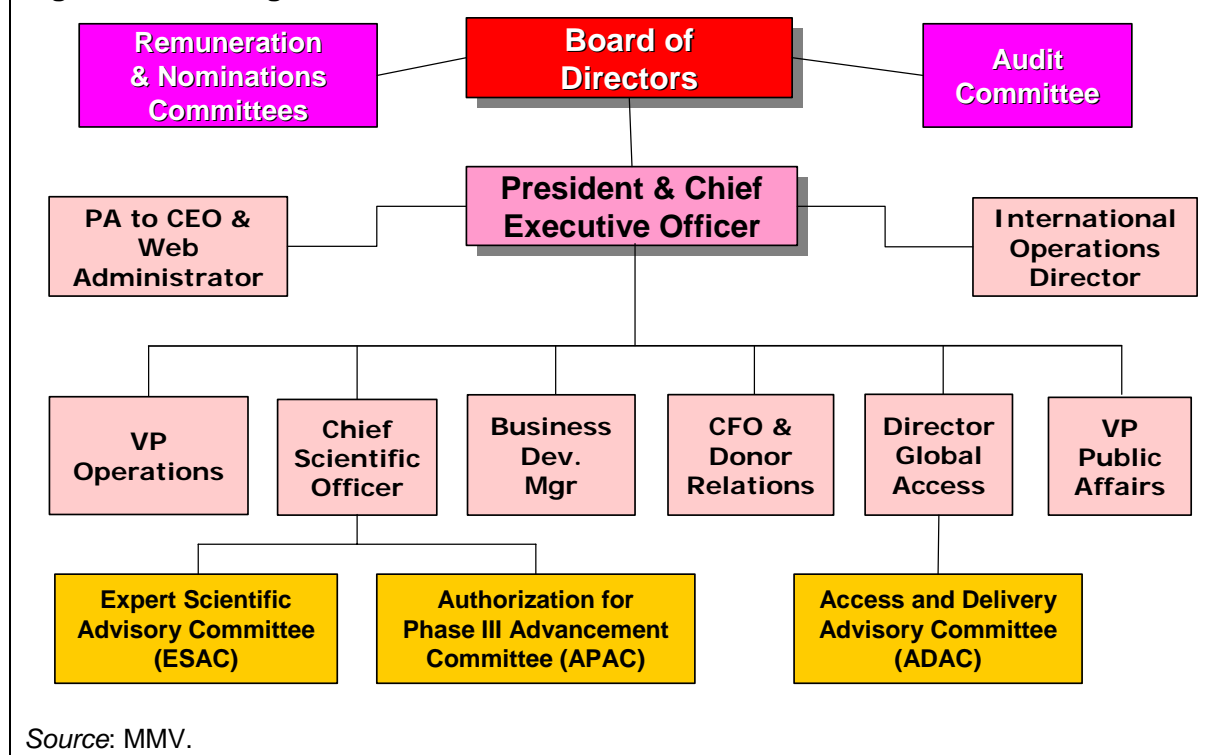 Remuneration
& Nominations
Committees
Board of
Directors
Audit
Committee
President & Chief
Executive Officer
PA to CEO &
Web
Administrator
International
Operations
Director
VP
Operations
Chief
Scientific
Officer
Business
Dev.
Mgr
CFO &
Donor
Relations
Director
Global
Access
VP
Public
Affairs
Expert Scientific
Advisory Committee
(ESAC)
Authorization for
Phase III Advancement
Committee (APAC)
Access and Delivery
Advisory Committee
(ADAC)
Source: MMV.